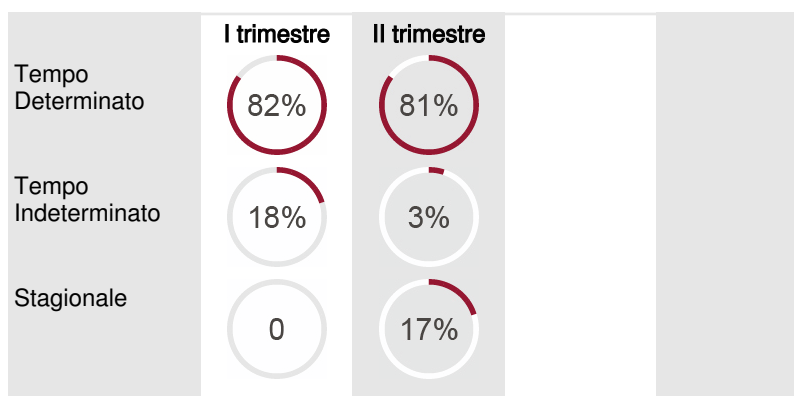 I trimestre II trimestre
Tempo
Determinato
82% 81%
Tempo
Indeterminato
18% 3%
Stagionale
0 17%